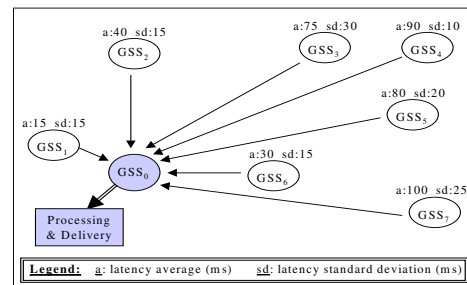 a:40 sd:15
GSS2
a:75 sd:30
GSS3
a:90 sd:10
GSS4
a:80 sd:20
GSS5
a:15 sd:15
GSS1
GSS0
a:30 sd:15
GSS6
a:100 sd:25
GSS7
Processing
& Delivery
Legend: a: latency average (ms) sd: latency standard deviation (ms)